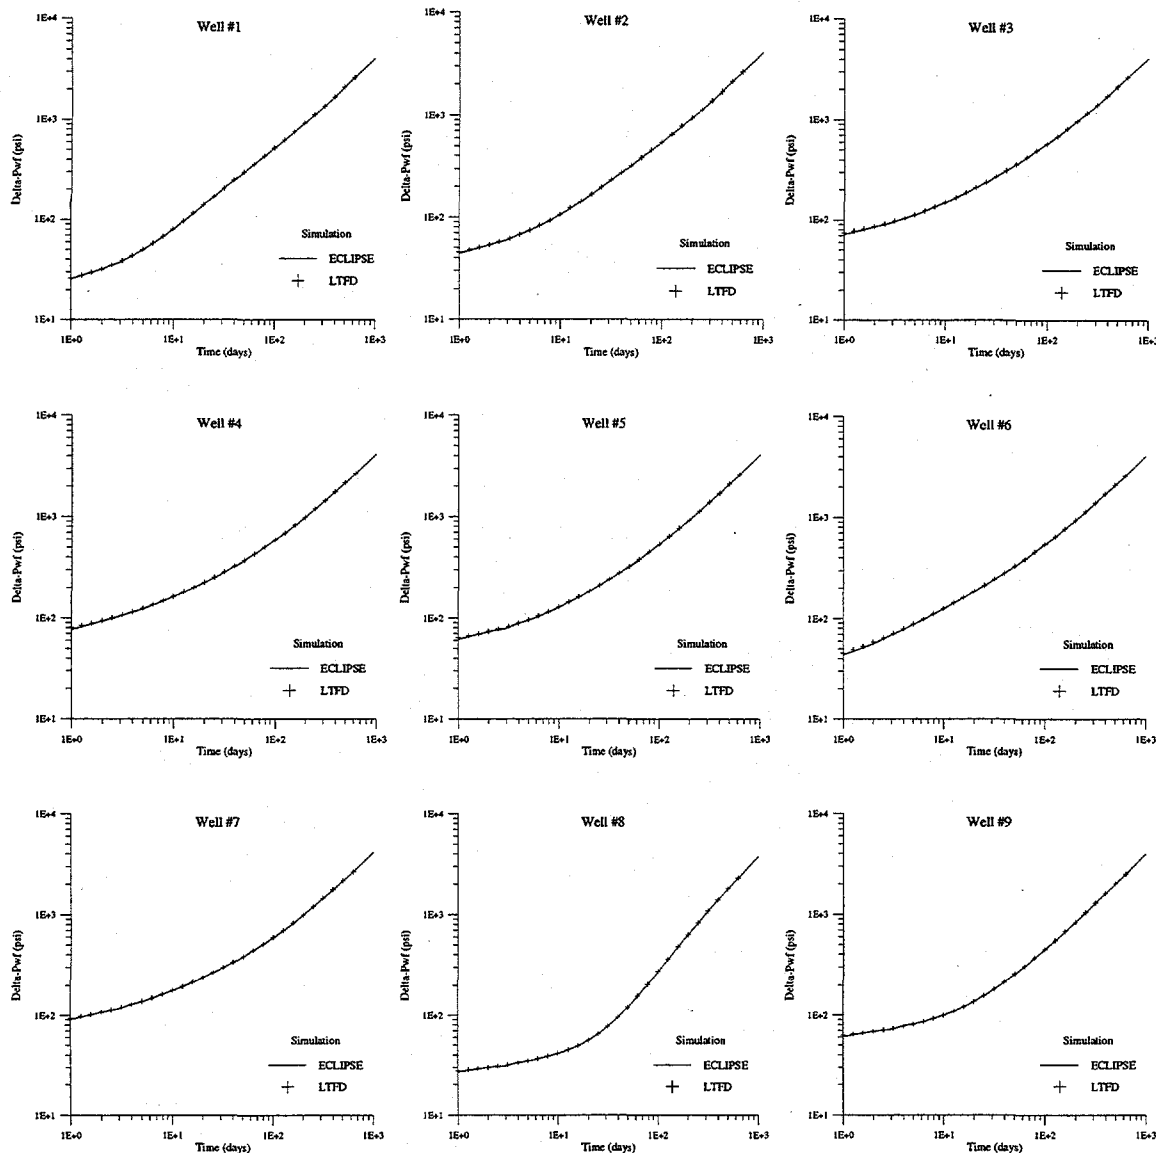 Well #1
1E+4
1E+3
1E+2
1E+1
Delta-Pwf (psi)
Simulation
ECLIPSE
LTFD
1E+0 1E+1 1E+2 1E+3
Time (days)
Well #2
1E+4
1E+3
1E+2
1E+1
Delta-Pwf (psi)
Simulation
ECLIPSE
LTFD
1E+0 1E+1 1E+2 1E+3
Time (days)
Well #3
1E+4
1E+3
1E+2
1E+1
Delta-Pwf (psi)
Simulation
ECLIPSE
LTFD
1E+0 1E+1 1E+2 1E+3
Time (days)
Well #4
1E+4
1E+3
1E+2
1E+1
Delta-Pwf (psi)
Simulation
ECLIPSE
LTFD
1E+0 1E+1 1E+2 1E+3
Time (days)
Well #5
1E+4
1E+3
1E+2
1E+1
Delta-Pwf (psi)
Simulation
ECLIPSE
LTFD
1E+0 1E+1 1E+2 1E+3
Time (days)
Well #6
1E+4
1E+3
1E+2
1E+1
Delta-Pwf (psi)
Simulation
ECLIPSE
LTFD
1E+0 1E+1 1E+2 1E+3
Time (days)
Well #7
1E+4
1E+3
1E+2
1E+1
Delta-Pwf (psi)
Simulation
ECLIPSE
LTFD
1E+0 1E+1 1E+2 1E+3
Time (days)
Well #8
1E+4
1E+3
1E+2
1E+1
Delta-Pwf (psi)
Simulation
ECLIPSE
LTFD
1E+0 1E+1 1E+2 1E+3
Time (days)
Well #9
1E+4
1E+3
1E+2
1E+1
Delta-Pwf (psi)
Simulation
ECLIPSE
LTFD
1E+0 1E+1 1E+2 1E+3
Time (days)